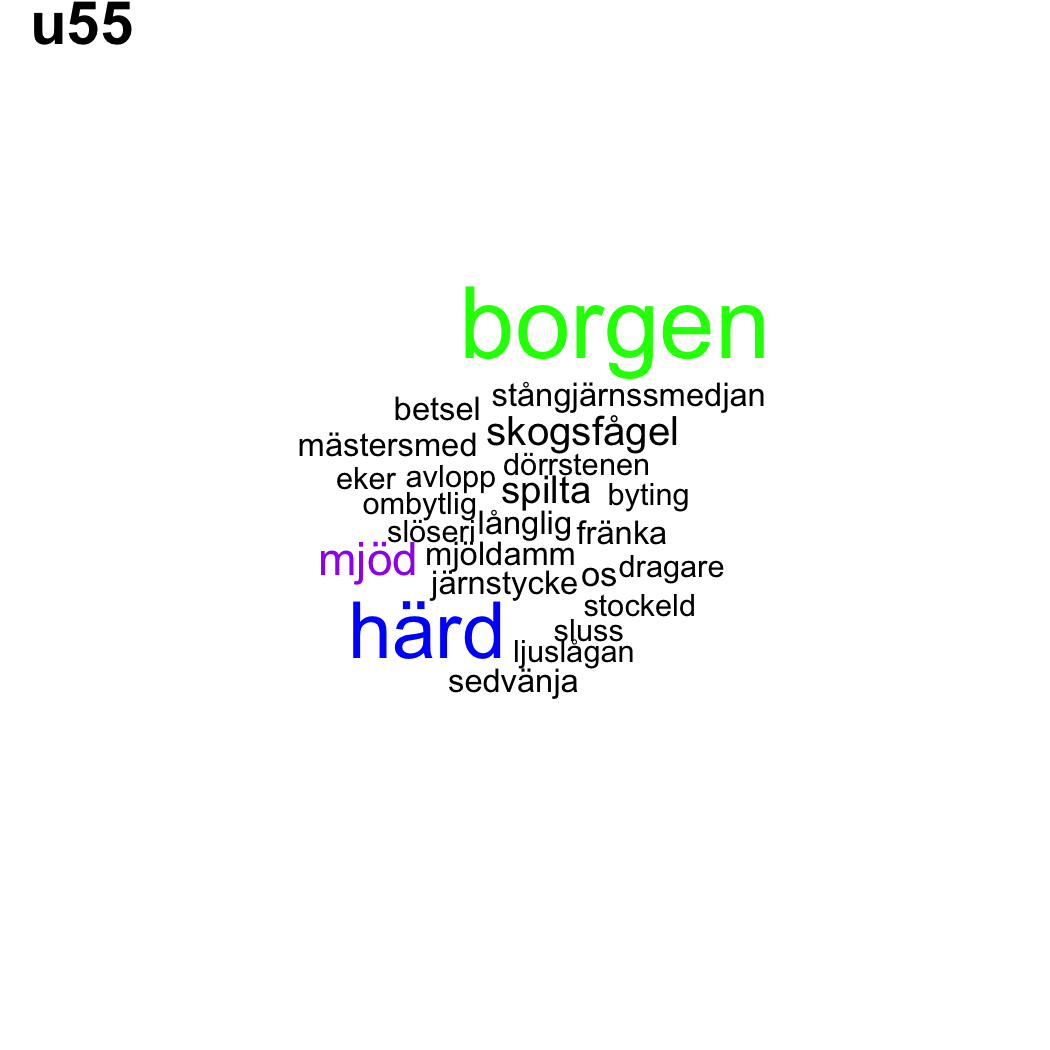 u55
borgen
stångjärnssmedjan
betsel
skogsfågel
mästersmed
dörrstenen
eker avlopp
spilta byting
ombytlig
långlig
slöseri fränka
mjöd mjöldamm
os dragare
järnstycke
stockeld
härd sluss
ljuslågan
sedvänja